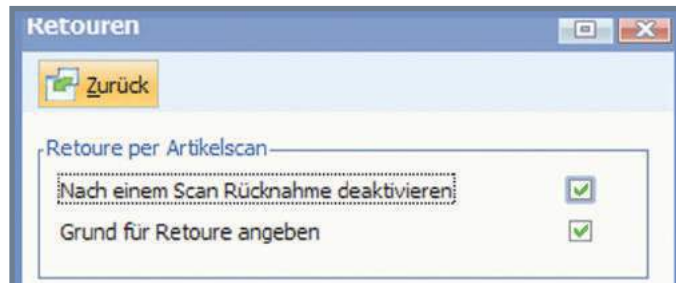 Retouren
Zurück
Retoure per Artikelscan
Nach einem Scan Rücknahme deaktivieren
Grund für Retoure angeben